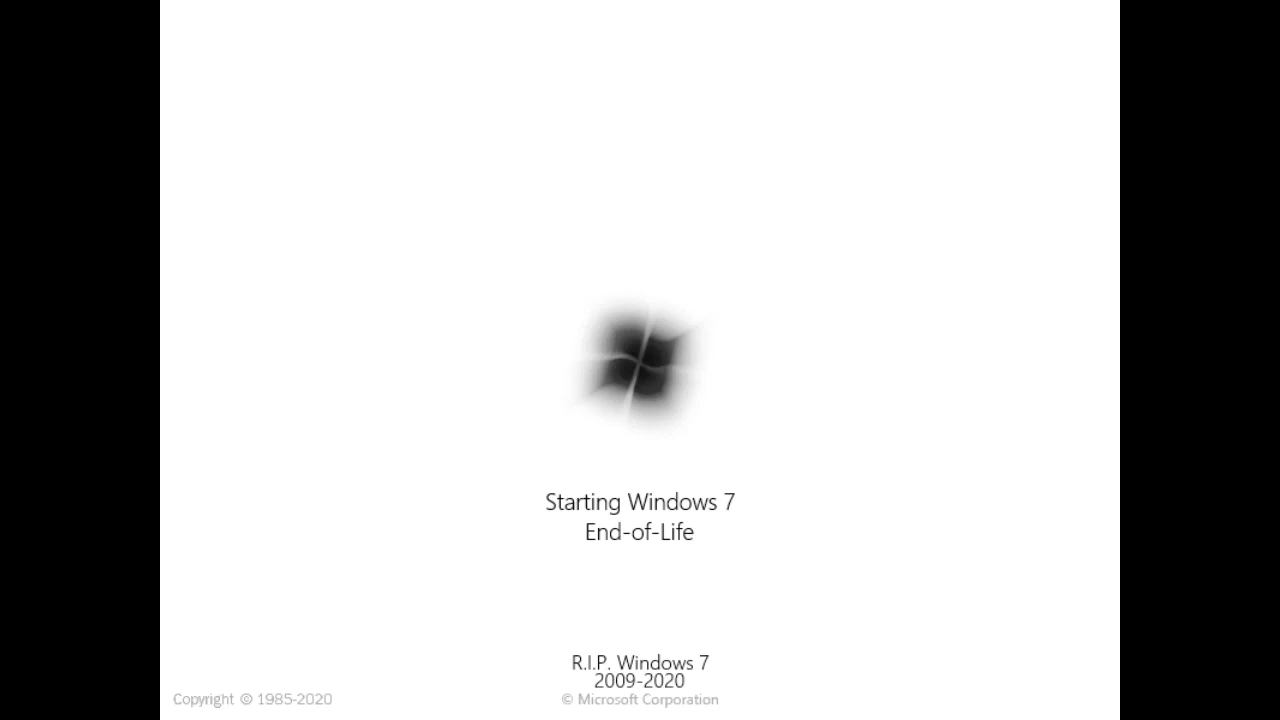 Starting Windows 7
End-of-Life
R.I.P. Windows 7
2009-2020
Copyright © 1985-2020
© Microsoft Corporation